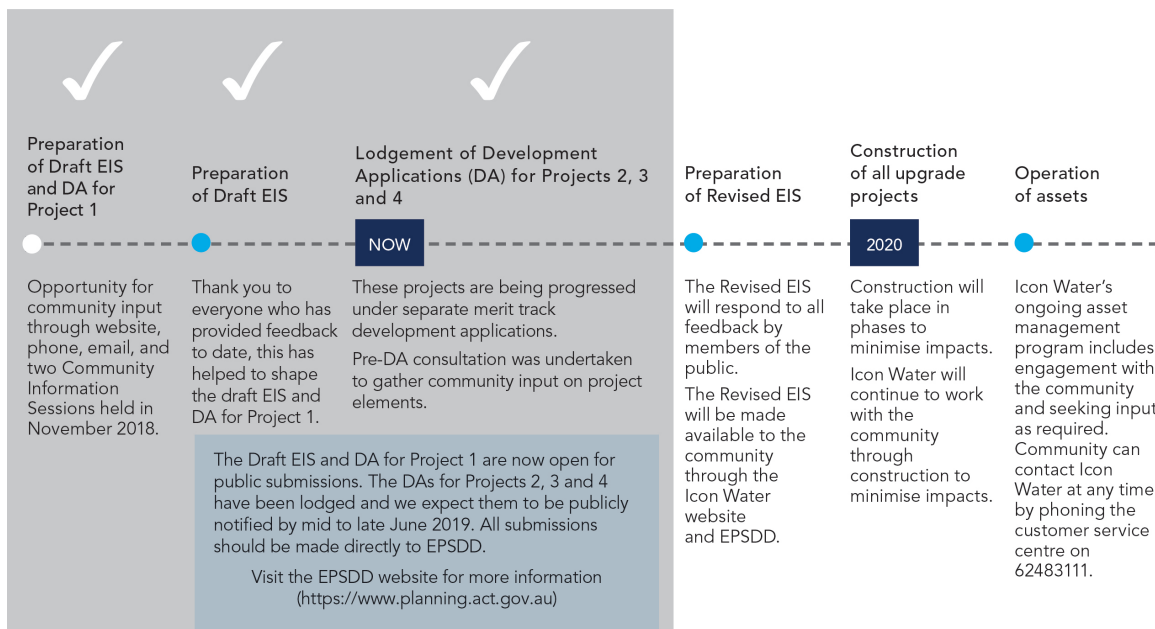 Preparation
of Draft EIS
and DA for
Project 1
Preparation
of Draft EIS
Lodgement of Development
Applications (DA) for Projects 2, 3
and 4
Preparation
of Revised EIS
Construction
of all upgrade
projects
Operation
of assets
NOW
2020
Opportunity for
community input
through website,
phone, email, and
two Community
Information
Sessions held in
November 2018.
Thank you to
everyone who has
provided feedback
to date, this has
helped to shape
the draft EIS and
DA for Project 1.
These projects are being progressed
under separate merit track
development applications.
Pre-DA consultation was undertaken
to gather community input on project
elements.
The Draft EIS and DA for Project 1 are now open for
public submissions. The DAs for Projects 2, 3 and 4
have been lodged and we expect them to be publicly
notified by mid to late June 2019. All submissions
should be made directly to EPSDD.
Visit the EPSDD website for more information
(https://www.planning.act.gov.au)
The Revised EIS
will respond to all
feedback by
members of the
public.
The Revised EIS
will be made
available to the
community
through the
Icon Water
website
and EPSDD.
Construction will
take place in
phases to
minimise impacts.
Icon Water will
continue to work
with the
community
through
construction to
minimise impacts.
Icon Water's
ongoing asset
management
program includes
engagement with
the community
and seeking input
as required.
Community can
contact Icon
Water at any time
by phoning the
customer service
centre on
62483111.